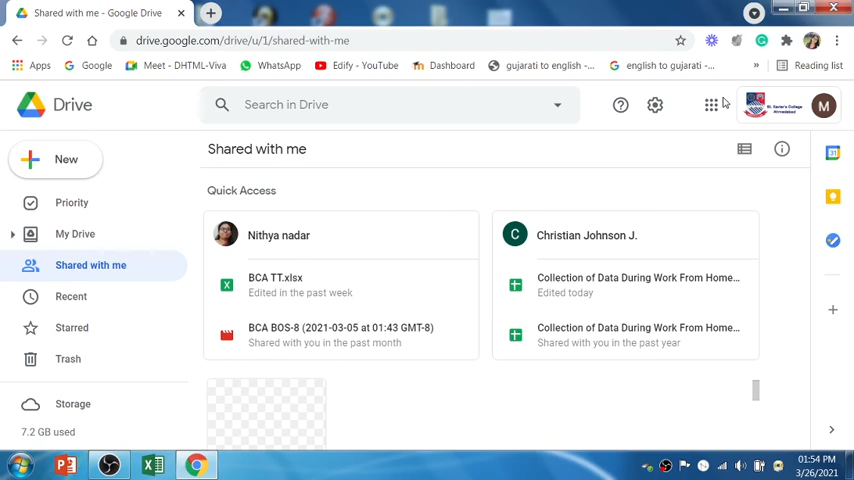 Shared with me - Google Drive
drive.google.com/drive/u/1/shared-with-me
Apps
Google
Meet - DHTML-Viva
WhatsApp
Edify - YouTube
Dashboard
gujarati to english -...
english to gujarati -...
»
Reading list
Drive
Search in Drive
St. Xavier's College
Ahmedabad
M
New
Shared with me
Quick Access
Priority
My Drive
Shared with me
Recent
Starred
Trash
Storage
7.2 GB used
Nithya nadar
BCA TT.xlsx
Edited in the past week
BCA BOS-8 (2021-03-05 at 01:43 GMT-8)
Shared with you in the past month
C
Christian Johnson J.
Collection of Data During Work From Home...
Edited today
Collection of Data During Work From Home...
Shared with you in the past year
31
01:54 PM
3/26/2021